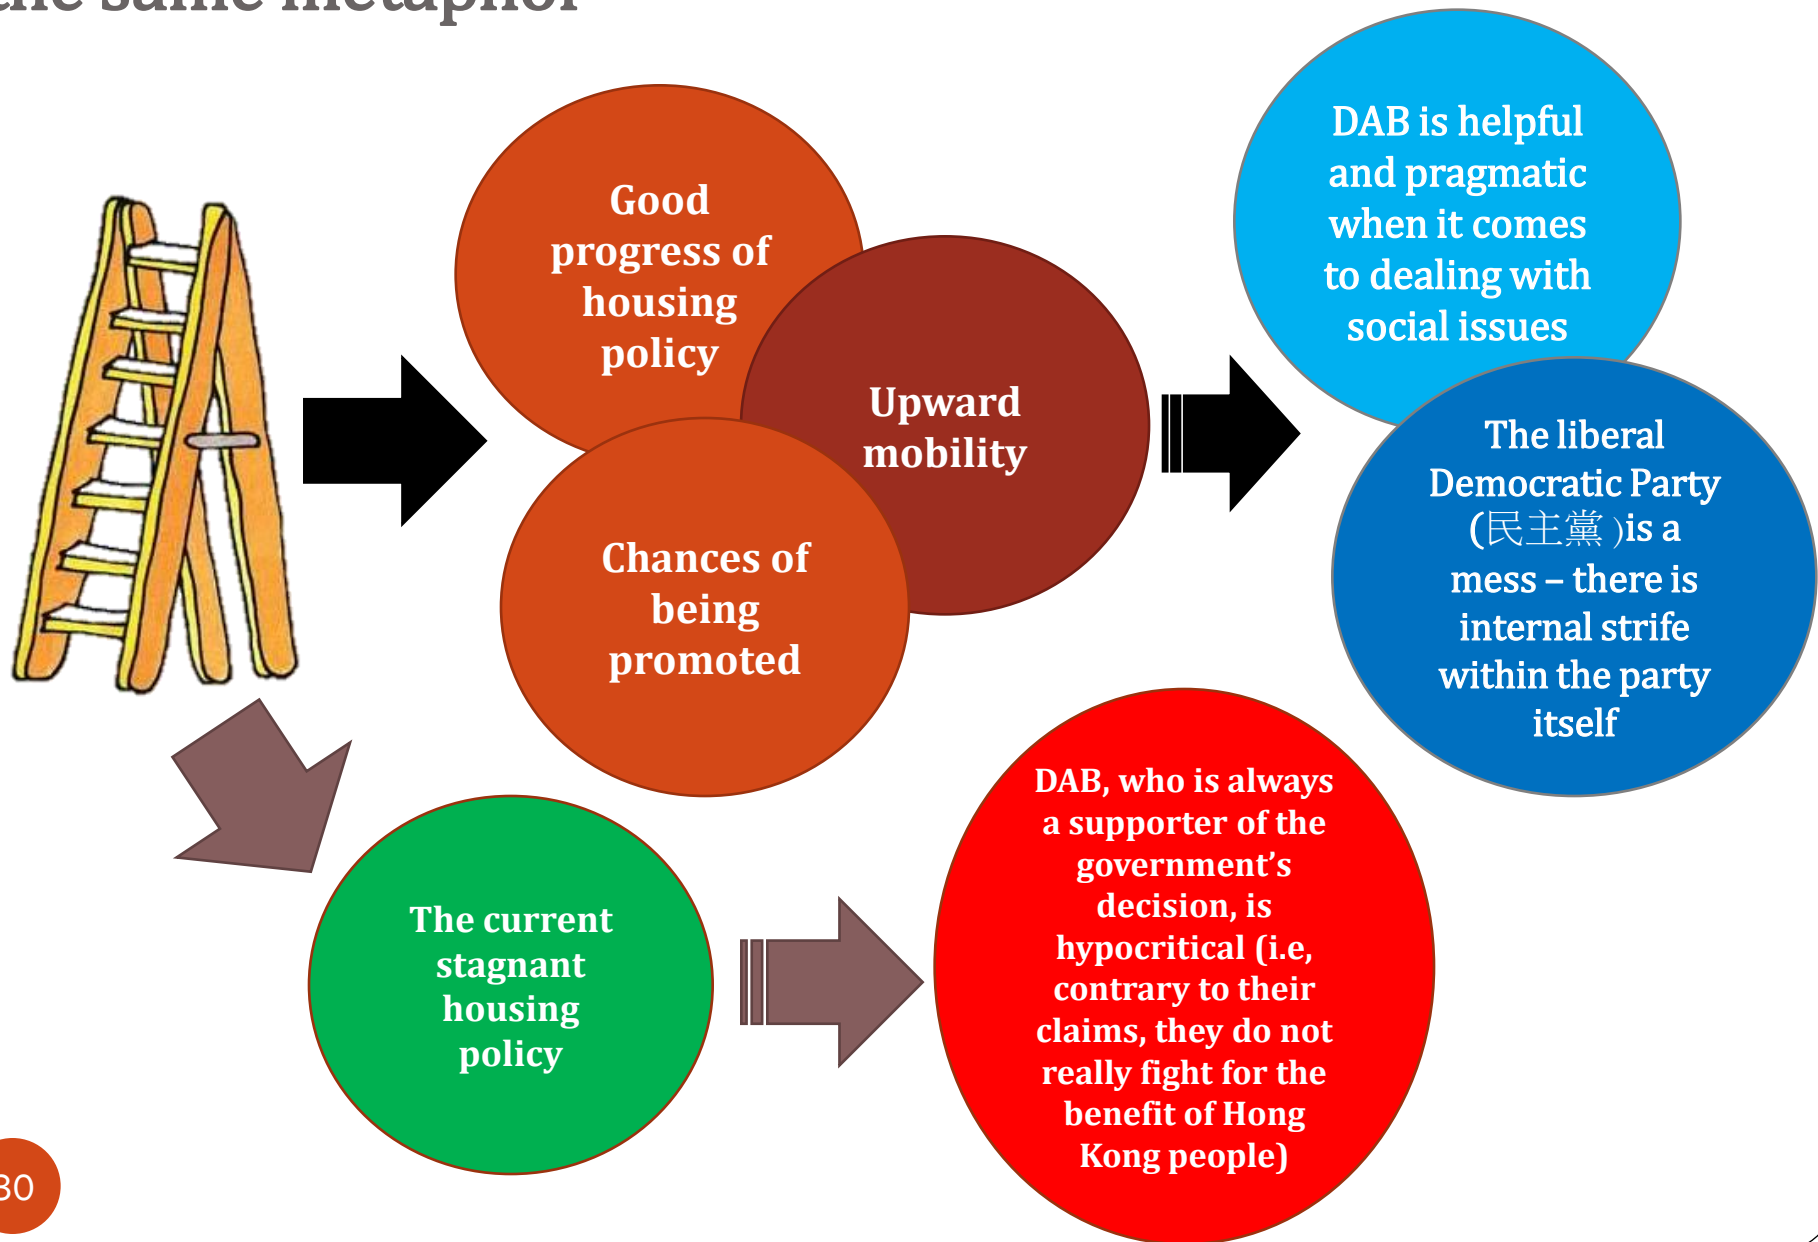 the same metaphor
Good
progress of
housing
policy
Upward
mobility
Chances of
being
promoted
DAB is helpful
and pragmatic
when it comes
to dealing with
social issues
The liberal
Democratic Party
(民主黨)is a
mess – there is
internal strife
within the party
itself
The current
stagnant
housing
policy
DAB, who is always
a supporter of the
government’s
decision, is
hypocritical (i.e,
contrary to their
claims, they do not
really fight for the
benefit of Hong
Kong people)
30